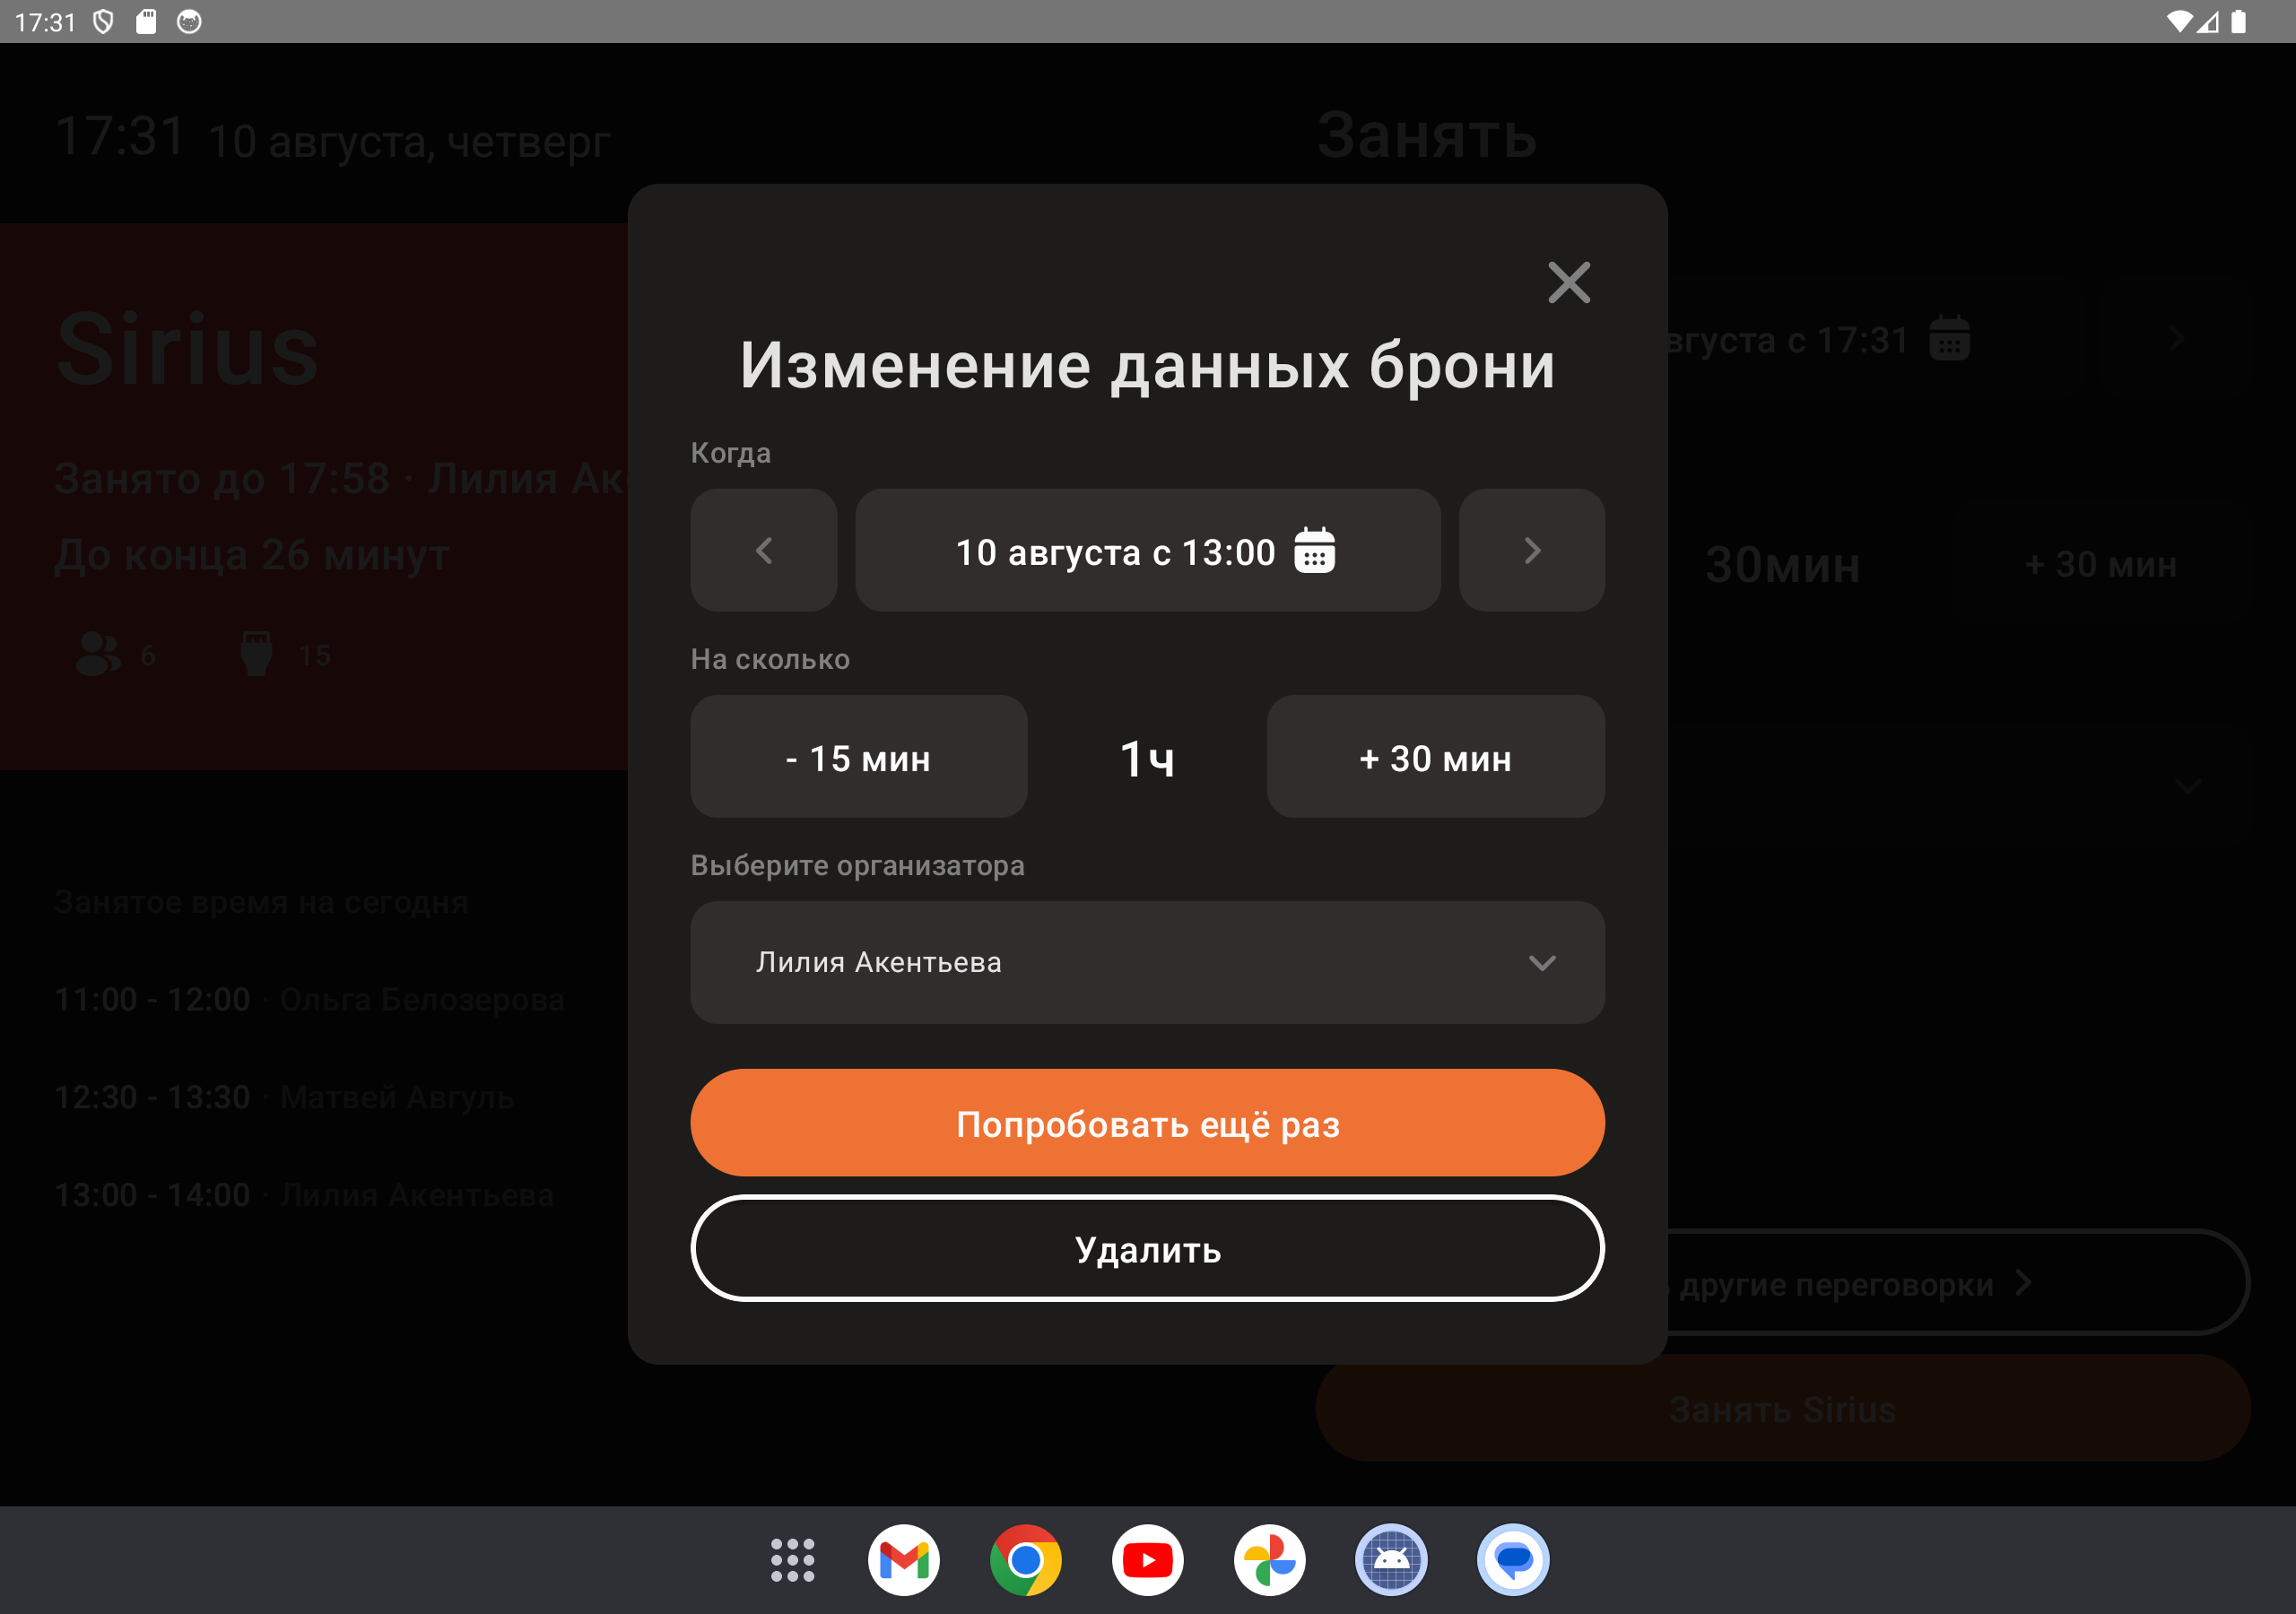 17:31
17:31 10 августа, четверг
Занять
Sirius
Занято до 17:58 · Лилия Ак
До конца 26 минут
6 15
Занятое время на сегодня
11:00 - 12:00 · Ольга Белозерова
12:30 - 13:30 · Матвей Авгуль
13:00 - 14:00 · Лилия Акентьева
Изменение данных брони
Когда
10 августа с 13:00
На сколько
- 15 мин
1ч
+ 30 мин
Выберите организатора
Лилия Акентьева
Попробовать ещё раз
Удалить
вгуста с 17:31
30мин
+ 30 мин
другие переговорки
Занять Sirius